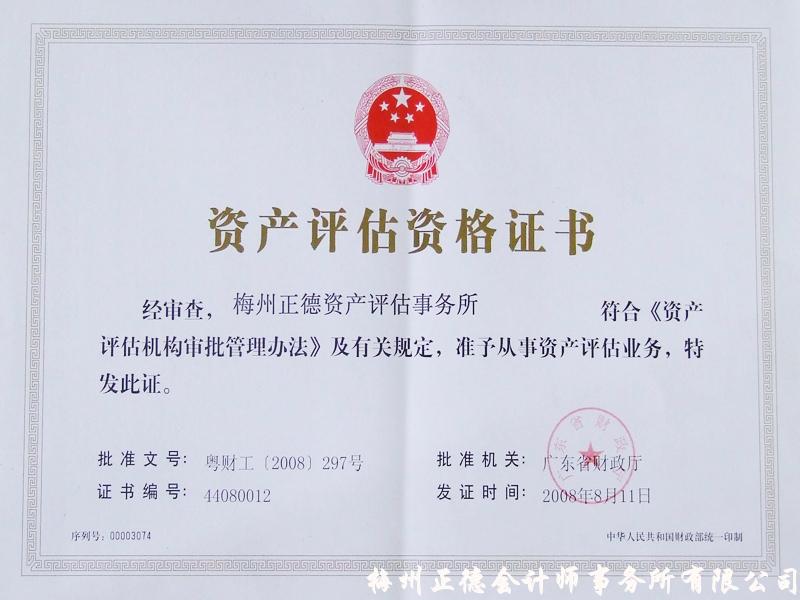 资产评估资格证书
经审查，梅州正德资产评估事务所 符合《资产
评估机构审批管理办法》及有关规定，准予从事资产评估业务，特
发此证。
批准文号：粤财工〔2008〕297号 批准机关：广东省财政厅
证书编号：44080012 发证时间：2008年8月11日
广东省财政厅
序列号：00003074 中华人民共和国财政部统一印制
梅州正德会计师事务所有限公司